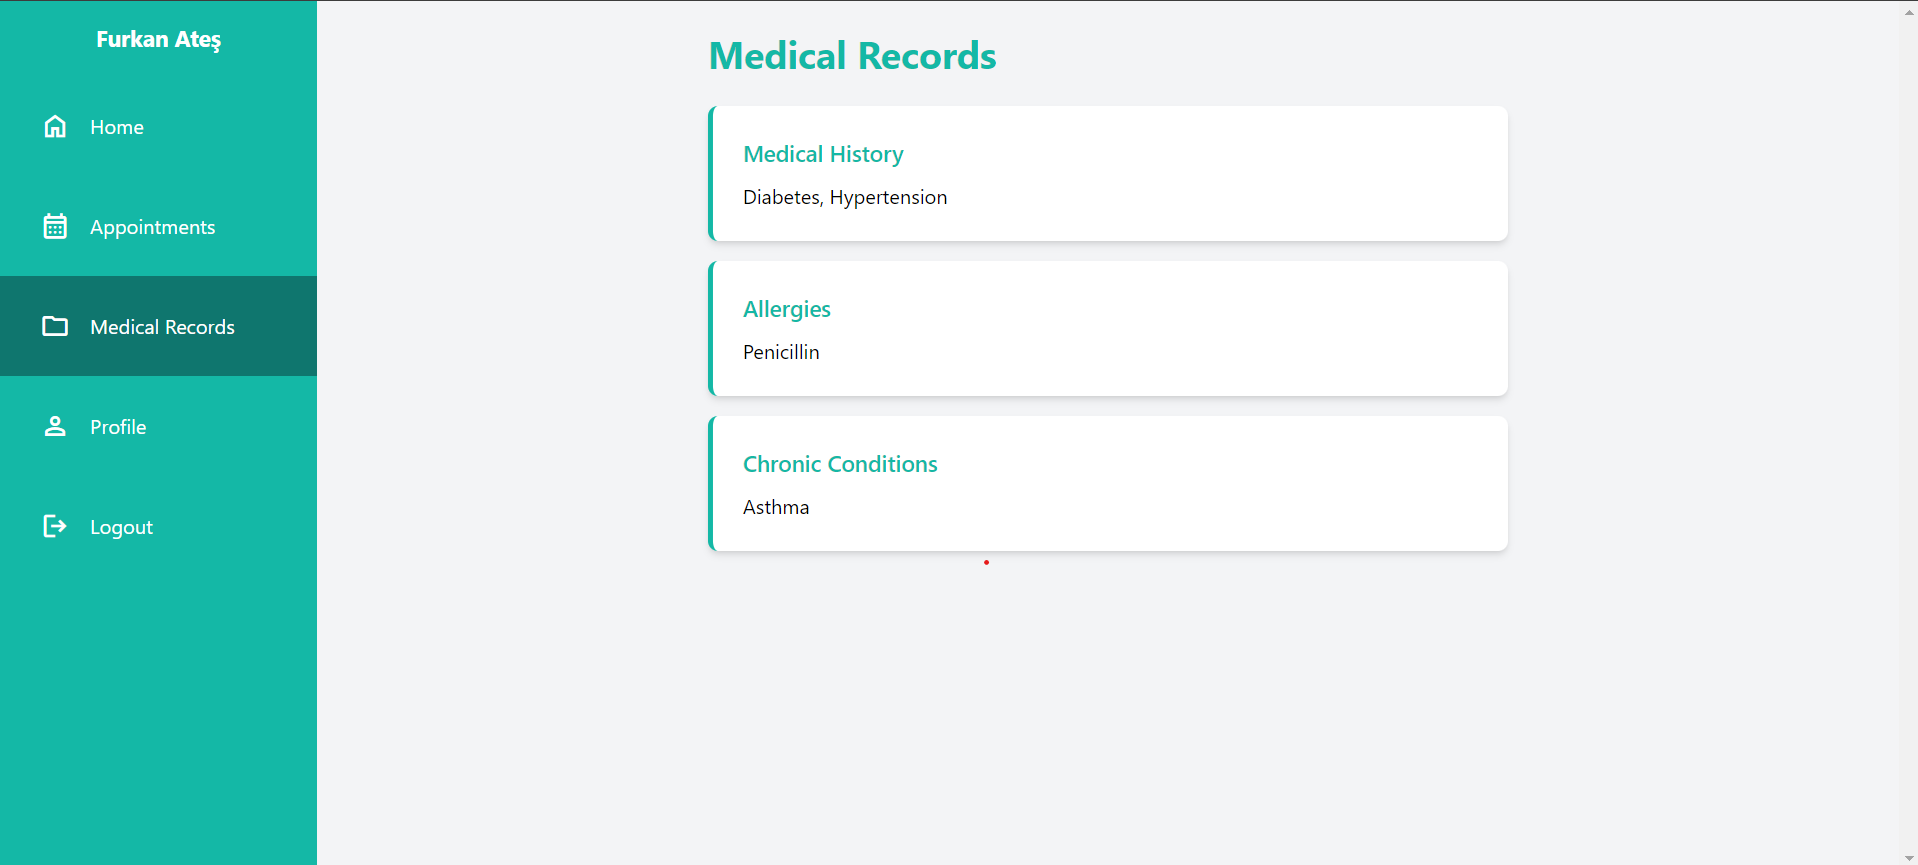 Furkan Ateş
Home
Appointments
Medical Records
Profile
Logout
Medical Records
Medical History
Diabetes, Hypertension
Allergies
Penicillin
Chronic Conditions
Asthma